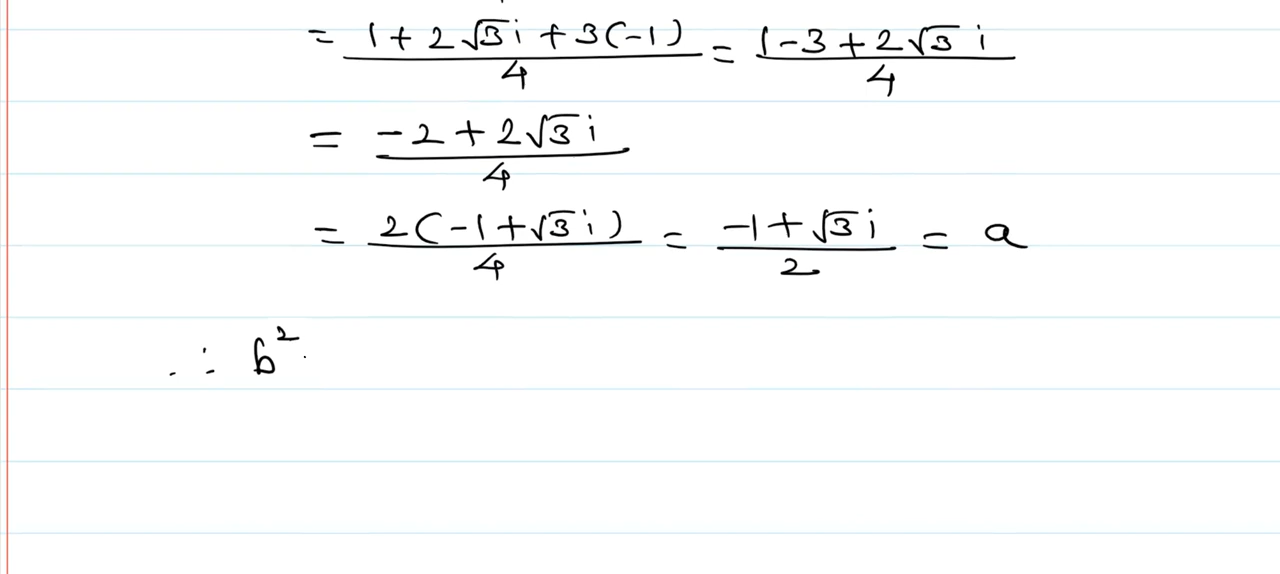 = (1 + 2√3 i + 3(-1))/4 = (1 - 3 + 2√3 i)/4
= (-2 + 2√3 i)/4
= 2(-1 + √3 i)/4 = (-1 + √3 i)/2 = a
∴ b²